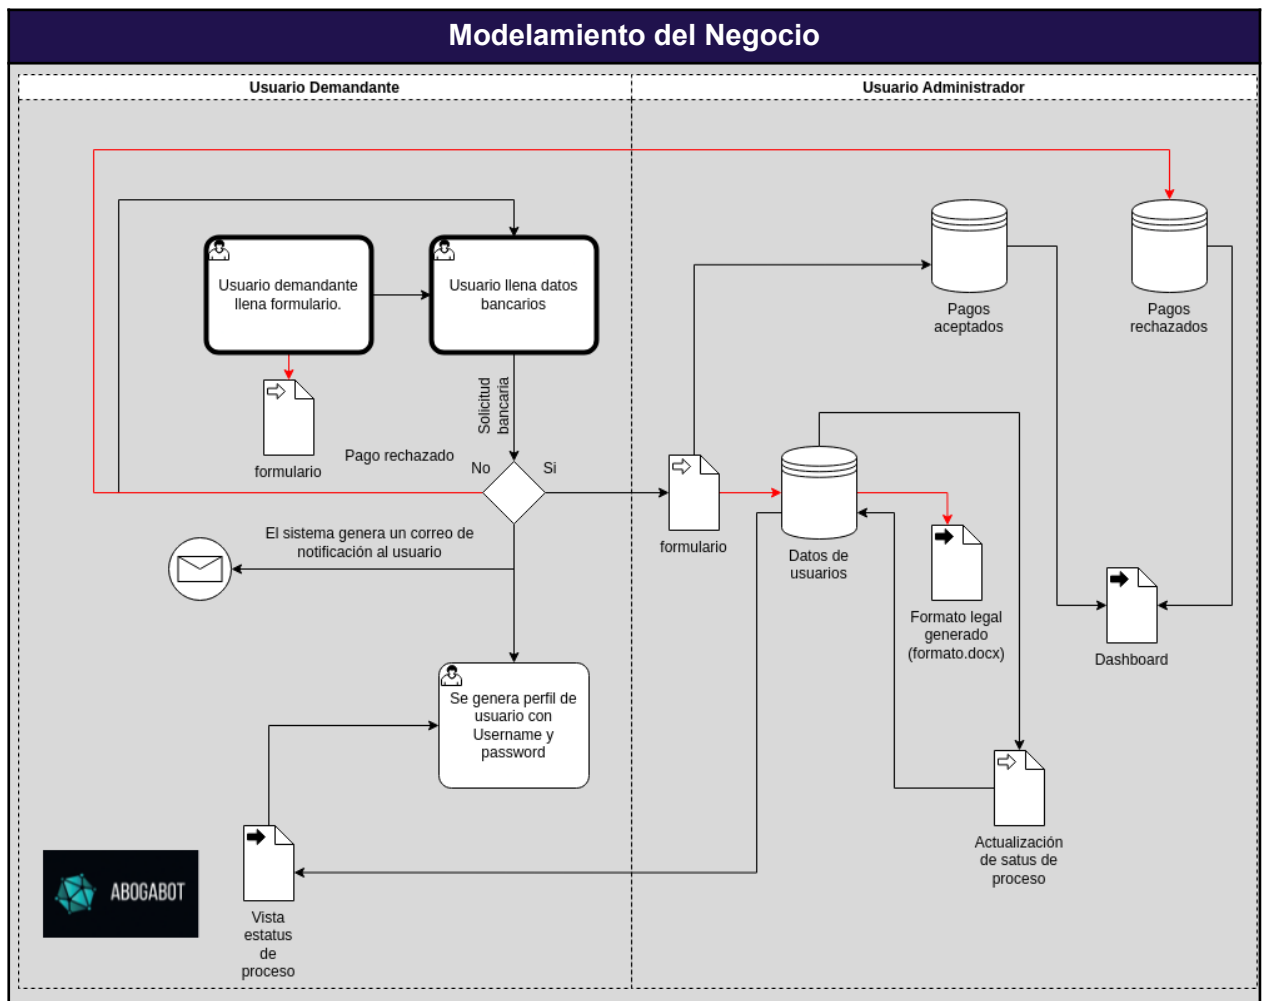 Modelamiento del Negocio
Usuario Demandante
Usuario Administrador
Usuario demandante
llena formulario.
Usuario llena datos
bancarios
Pagos
aceptados
Pagos
rechazados
Solicitud
bancaria
formulario
Pago rechazado
No
Si
formulario
Datos de
usuarios
El sistema genera un correo de
notificación al usuario
Formato legal
generado
(formato.docx)
Dashboard
Se genera perfil de
usuario con
Username y
password
Actualización
de satus de
proceso
ABOGABOT
Vista
estatus
de
proceso